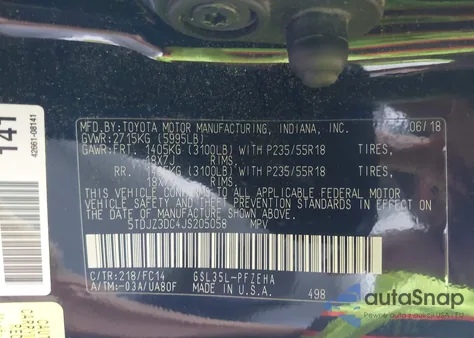 141
42661-08141
MFD. BY: TOYOTA MOTOR MANUFACTURING, INDIANA, INC. 06/18
GVWR: 2715KG (5995LB)
GAWR: FRT. 1405KG (3100LB) WITH P235/55R18 TIRES,
18X7J RIMS,
RR. (3100LB) WITH P235/55R18 TIRES,
RIMS,
THIS VEHICLE CONFORMS TO ALL APPLICABLE FEDERAL MOTOR
VEHICLE SAFETY, BUMPER, AND THEFT PREVENTION STANDARDS IN EFFECT
ON THE DATE OF MANUFACTURE SHOWN ABOVE.
5TDJZ3DC4JS205058 MPV
C/TR: 218/FC14 GSL35L-PFZEHA
A/TM: -03A/UA80F MADE IN U.S.A. 498
autoSnap